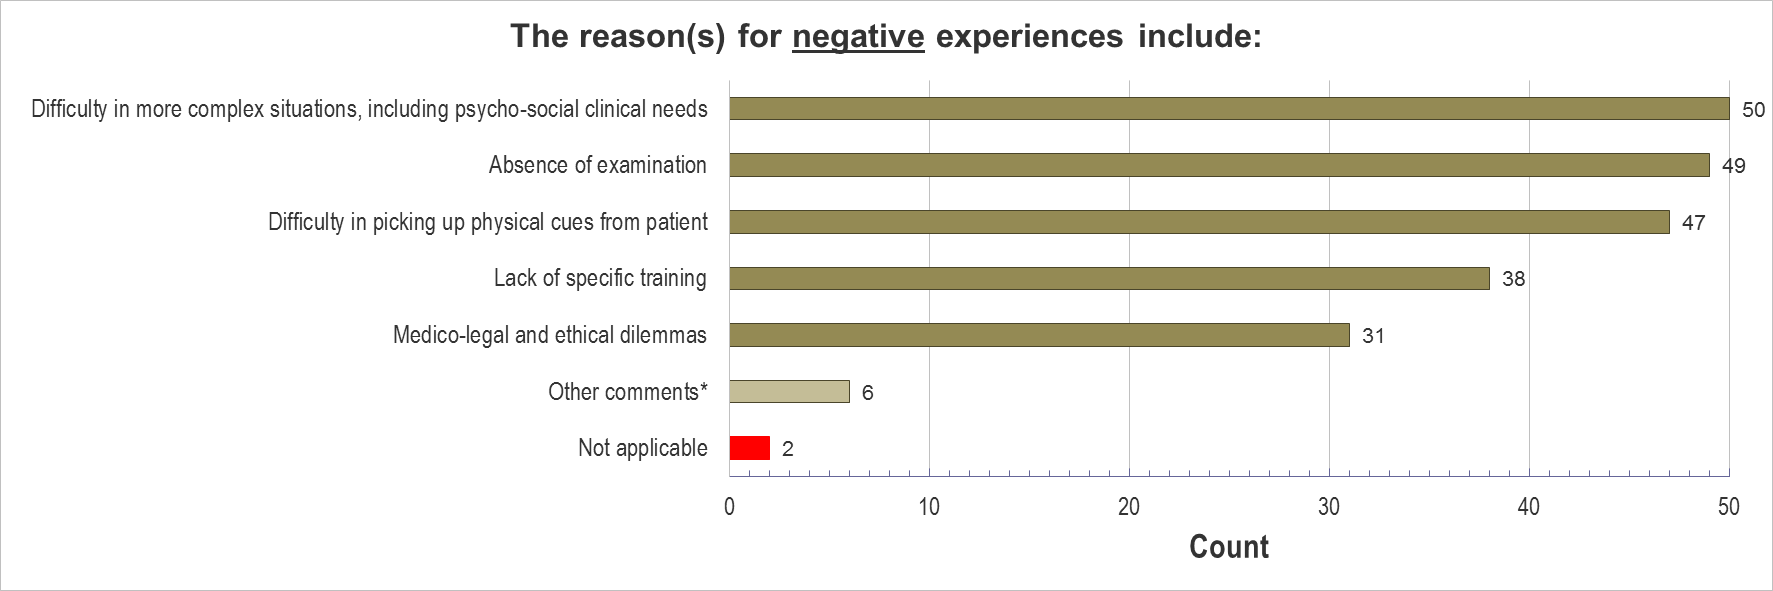 The reason(s) for negative experiences include:
Difficulty in more complex situations, including psycho-social clinical needs 50
Absence of examination 49
Difficulty in picking up physical cues from patient 47
Lack of specific training 38
Medico-legal and ethical dilemmas 31
Other comments* 6
Not applicable 2
0 10 20 30 40 50
Count